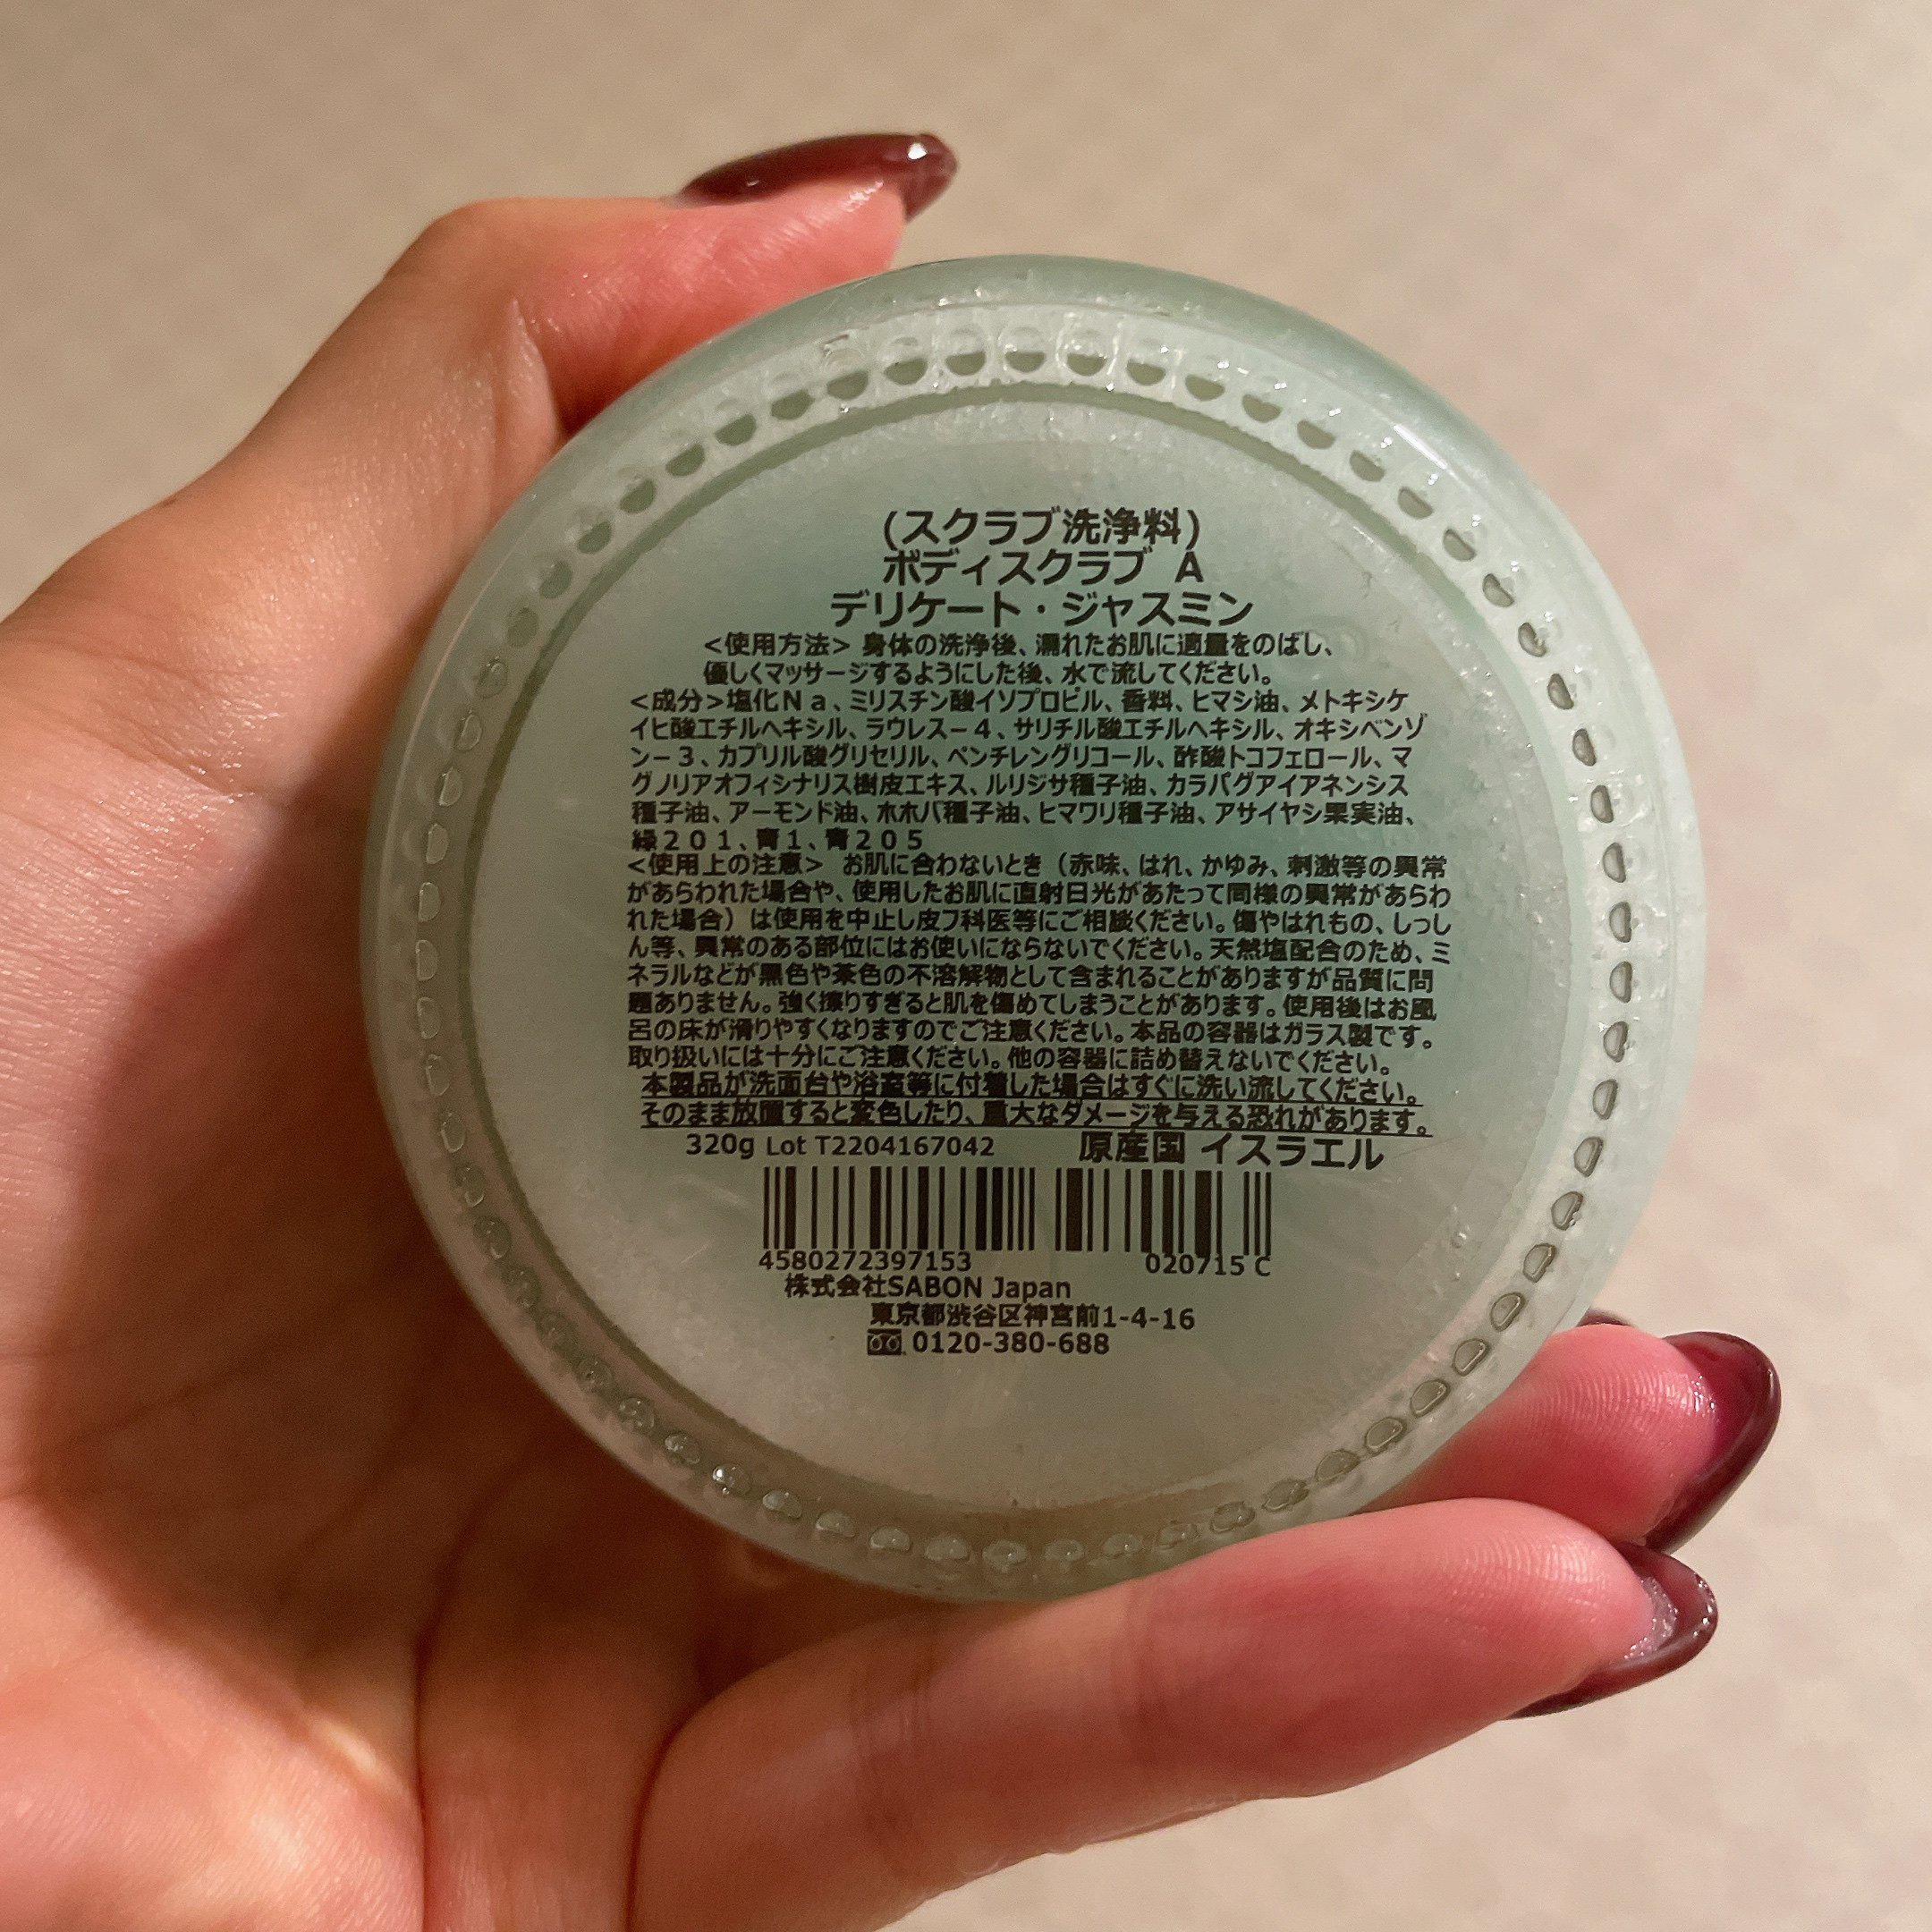 (スクラブ洗浄料)
ボディスクラブ A
デリケート・ジャスミン
<使用方法> 身体の洗浄後、濡れたお肌に適量をのばし、
優しくマッサージするようにした後、水で流してください。
<成分>塩化Ｎａ、ミリスチン酸イソプロピル、香料、ヒマシ油、メトキシケ
イヒ酸エチルヘキシル、ラウレス－４、サリチル酸エチルヘキシル、オキシベンゾ
ン－３、カプリル酸グリセリル、ペンチレングリコール、酢酸トコフェロール、マ
グノリアオフィシナリス樹皮エキス、ルリジサ種子油、カラパグアイアネンシス
種子油、アーモンド油、ホホバ種子油、ヒマワリ種子油、アサイヤシ果実油、
緑２０１、青１、青２０５
<使用上の注意> お肌に合わないとき（赤味、はれ、かゆみ、刺激等の異常
があらわれた場合や、使用したお肌に直射日光があたって同様の異常があらわ
れた場合）は使用を中止し皮フ科医等にご相談ください。傷やはれもの、しっし
ん等、異常のある部位にはお使いにならないでください。天然塩配合のため、ミ
ネラルなどが黒色や茶色の不溶解物として含まれることがありますが品質に問
題ありません。強く擦りすぎると肌を傷めてしまうことがあります。使用後はお風
呂の床が滑りやすくなりますのでご注意ください。本品の容器はガラス製です。
取り扱いには十分にご注意ください。他の容器に詰め替えないでください。
本製品が洗面台や浴室等に付着した場合はすぐに洗い流してください。
そのまま放置すると変色したり、重大なダメージを与える恐れがあります。
320g Lot T2204167042 原産国 イスラエル
4580272397153 020715 C
株式会社SABON Japan
東京都渋谷区神宮前1-4-16
0120-380-688